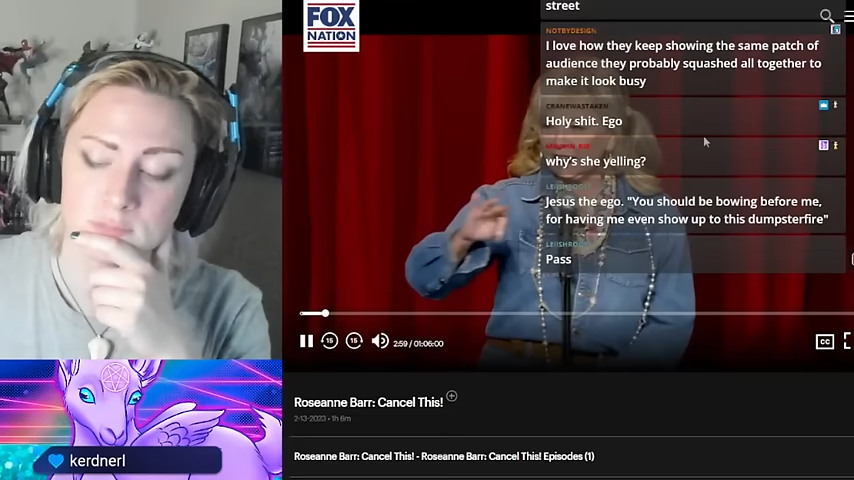 FOX
NATION
street
NOTBYDESIGN
I love how they keep showing the same patch of
audience they probably squashed all together to
make it look busy
CRANEWASTAKEN
Holy shit. Ego
why's she yelling?
Jesus the ego. "You should be bowing before me,
for having me even show up to this dumpsterfire"
Pass
15
15
2:59 / 01:06:00
CC
Roseanne Barr: Cancel This!
2-13-2023 • 1h 6m
Roseanne Barr: Cancel This! - Roseanne Barr: Cancel This! Episodes (1)
kerdnerl